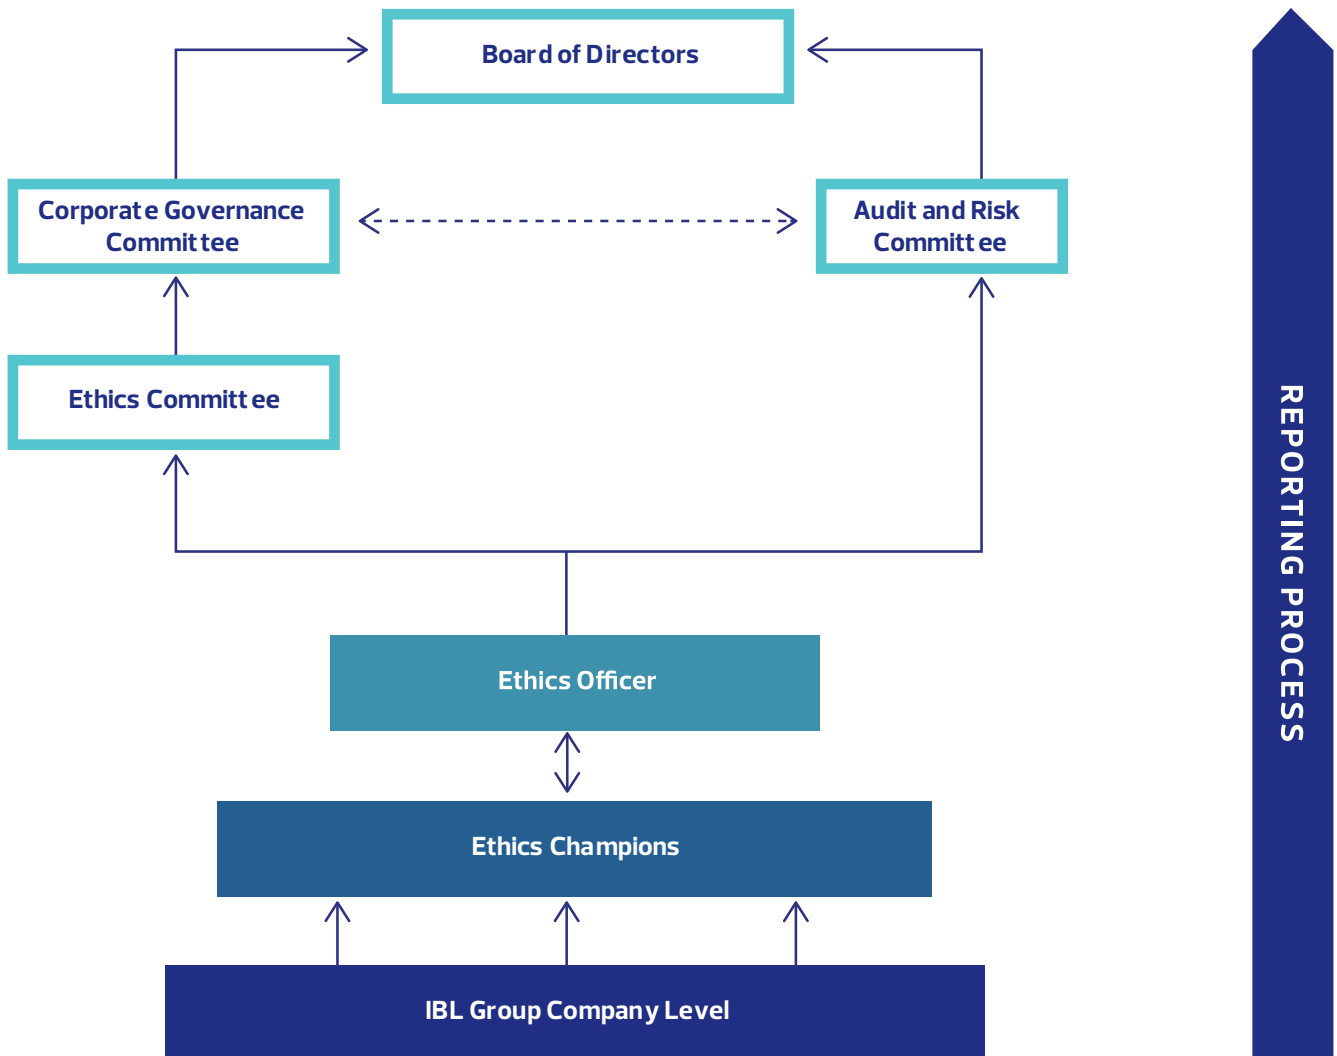 Board of Directors
Corporate Governance
Committee
Audit and Risk
Committee
Ethics Committee
REPORTING PROCESS
Ethics Officer
Ethics Champions
IBL Group Company Level